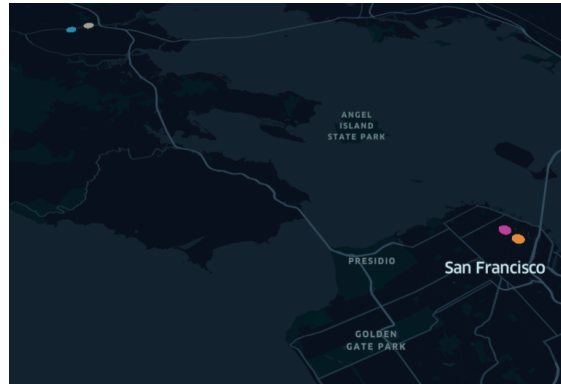 ANGEL
ISLAND
STATE PARK
PRESIDIO
San Francisco
GOLDEN
GATE PARK